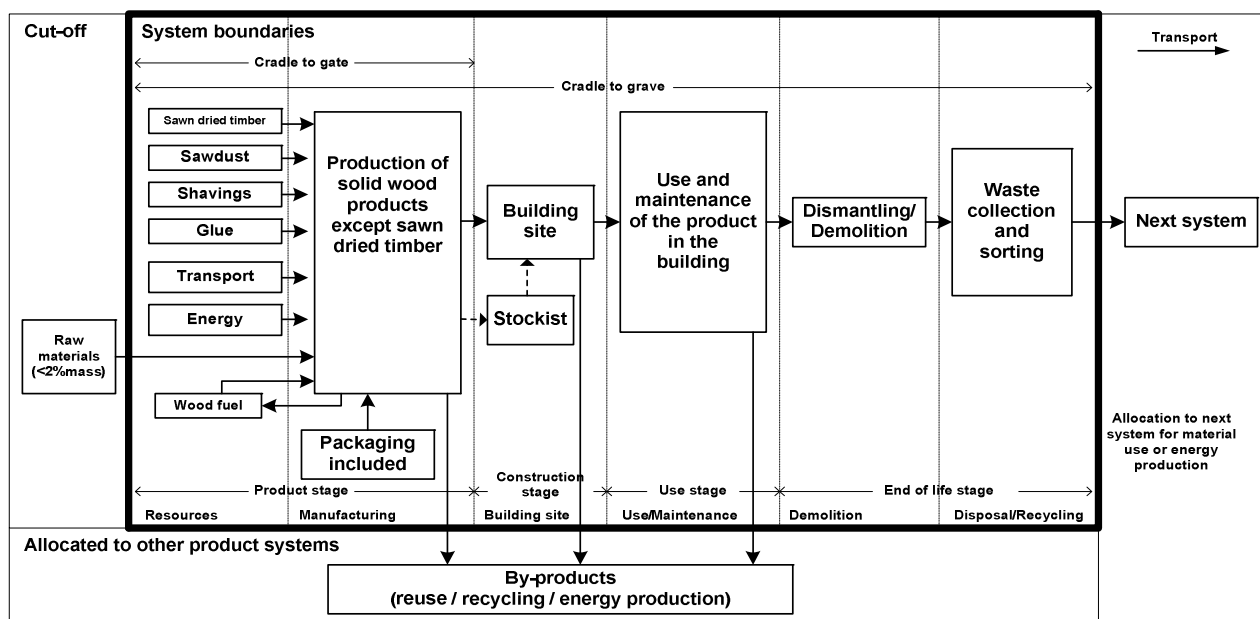 Cut-off
System boundaries
Transport
Cradle to gate
Cradle to grave
Sawn dried timber
Sawdust
Shavings
Glue
Transport
Energy
Raw
materials
(<2%mass)
Wood fuel
Production of
solid wood
products
except sawn
dried timber
Packaging
included
Building
site
Stockist
Use and
maintenance
of the product
in the
building
Dismantling/
Demolition
Waste
collection
and
sorting
Next system
Allocation to next
system for material
use or energy
production
Product stage
Construction
stage
Use stage
End of life stage
Resources
Manufacturing
Building site
Use/Maintenance
Demolition
Disposal/Recycling
Allocated to other product systems
By-products
(reuse / recycling / energy production)